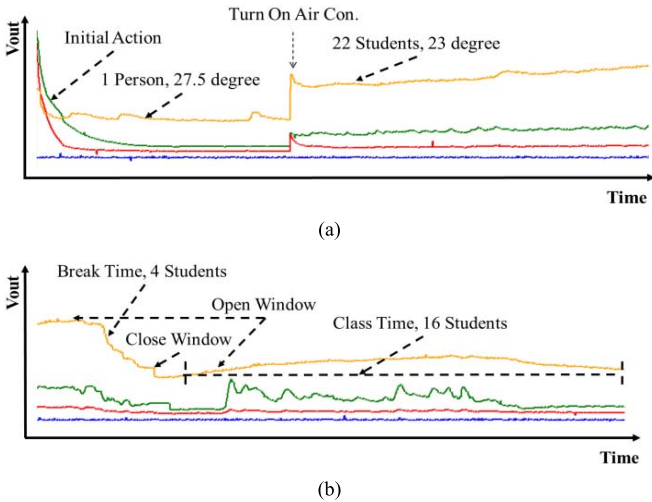 Turn On Air Con.
Vout
Initial Action
22 Students, 23 degree
1 Person, 27.5 degree
Time
(a)
Vout
Break Time, 4 Students
Open Window
Class Time, 16 Students
Close Window
Time
(b)